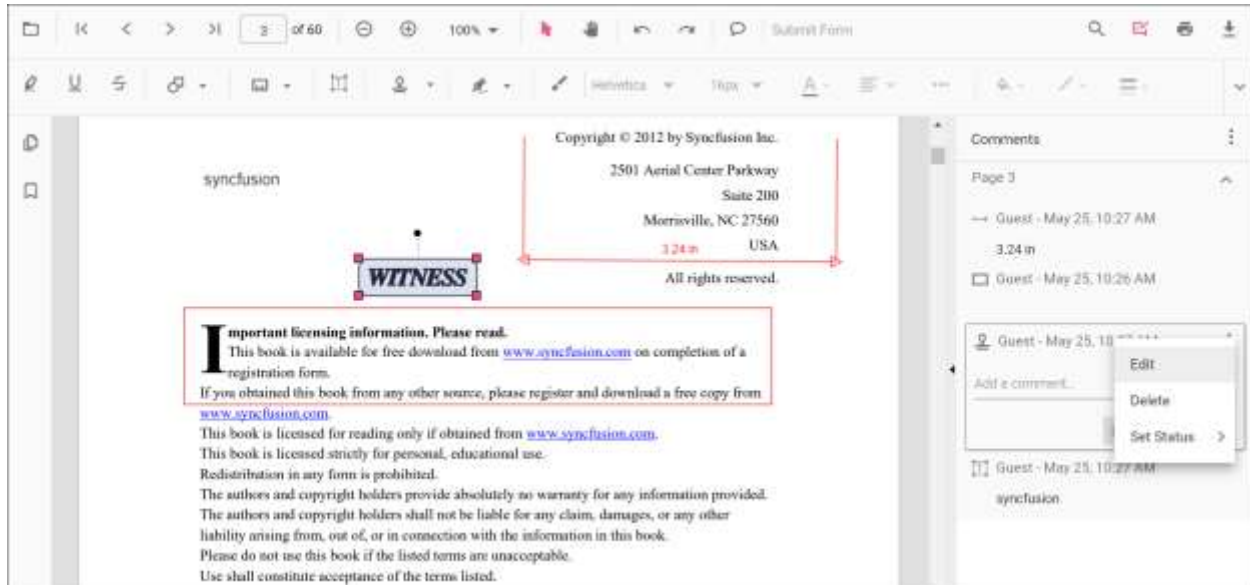 3 of 60 100% Submit Form
Helvetica 16px A
Copyright © 2012 by Syncfusion Inc.
2501 Aerial Center Parkway
Suite 200
Morrisville, NC 27560
USA
3.24 in
All rights reserved.
syncfusion
WITNESS
Important licensing information. Please read.
This book is available for free download from www.syncfusion.com on completion of a
registration form.
If you obtained this book from any other source, please register and download a free copy from
www.syncfusion.com.
This book is licensed for reading only if obtained from www.syncfusion.com.
This book is licensed strictly for personal, educational use.
Redistribution in any form is prohibited.
The authors and copyright holders provide absolutely no warranty for any information provided.
The authors and copyright holders shall not be liable for any claim, damages, or any other
liability arising from, out of, or in connection with the information in this book.
Please do not use this book if the listed terms are unacceptable.
Use shall constitute acceptance of the terms listed.
Comments
Page 3
Guest - May 25, 10:27 AM
3.24 in
Guest - May 25, 10:26 AM
Guest - May 25,
Add a comment...
Edit
Delete
Set Status
Guest - May 25, 10:27 AM
syncfusion